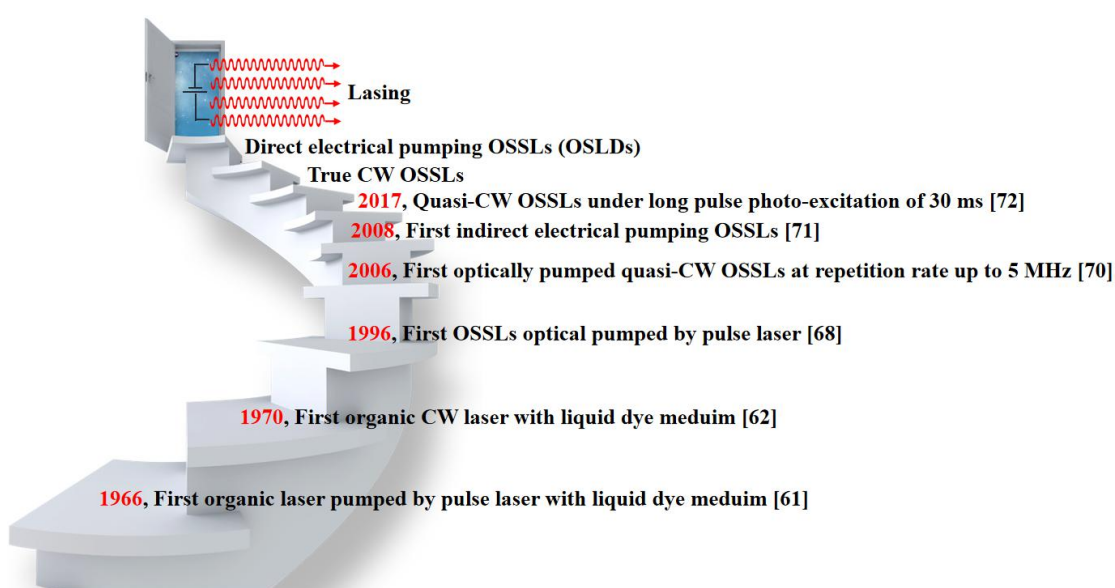 Lasing
Direct electrical pumping OSSLs (OSLDs)
True CW OSSLs
2017, Quasi-CW OSSLs under long pulse photo-excitation of 30 ms [72]
2008, First indirect electrical pumping OSSLs [71]
2006, First optically pumped quasi-CW OSSLs at repetition rate up to 5 MHz [70]
1996, First OSSLs optical pumped by pulse laser [68]
1970, First organic CW laser with liquid dye meduim [62]
1966, First organic laser pumped by pulse laser with liquid dye meduim [61]